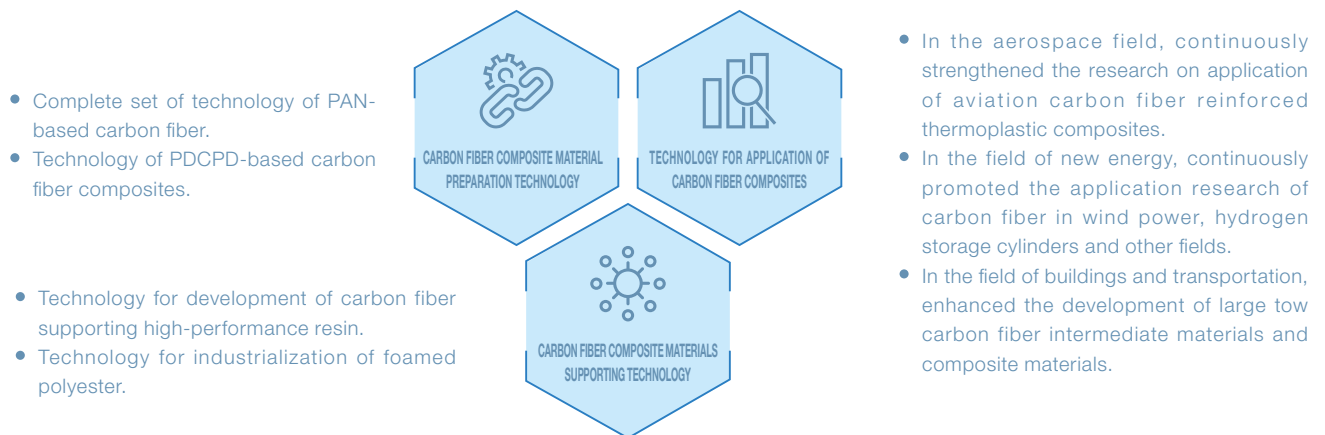 Complete set of technology of PAN-
based carbon fiber.
Technology of PDCPD-based carbon
fiber composites.
CARBON FIBER COMPOSITE MATERIAL
PREPARATION TECHNOLOGY
TECHNOLOGY FOR APPLICATION OF
CARBON FIBER COMPOSITES
In the aerospace field, continuously
strengthened the research on application
of aviation carbon fiber reinforced
thermoplastic composites.
In the field of new energy, continuously
promoted the application research of
carbon fiber in wind power, hydrogen
storage cylinders and other fields.
In the field of buildings and transportation,
enhanced the development of large tow
carbon fiber intermediate materials and
composite materials.
Technology for development of carbon fiber
supporting high-performance resin.
Technology for industrialization of foamed
polyester.
CARBON FIBER COMPOSITE MATERIALS
SUPPORTING TECHNOLOGY